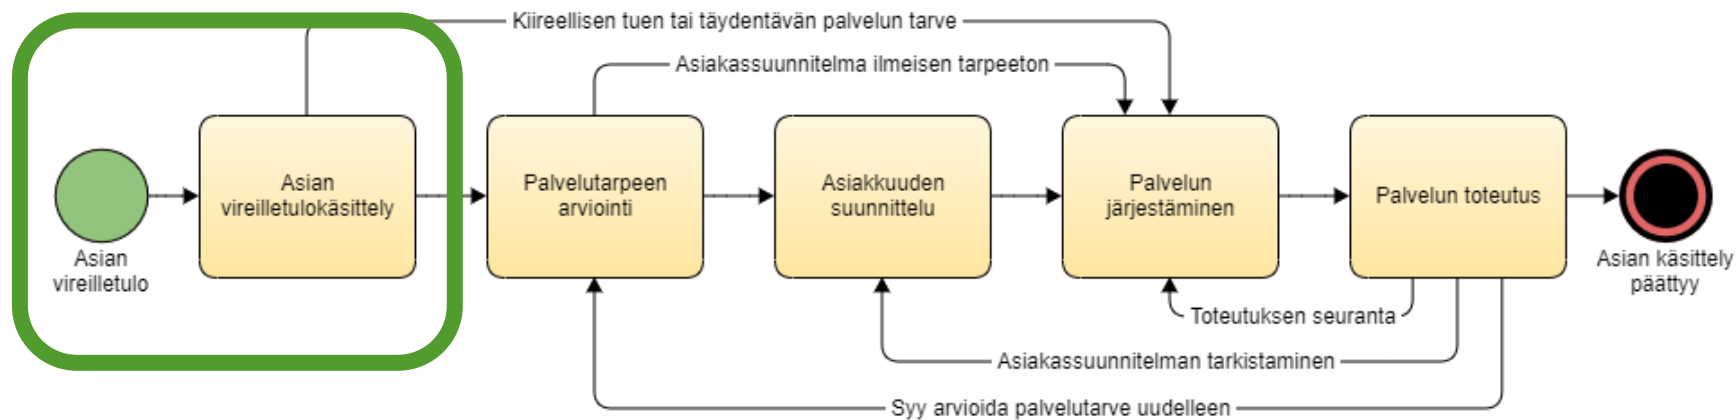 Kiireellisen tuen tai täydentävän palvelun tarve
Asiakassuunnitelma ilmeisen tarpeeton
Asian
vireilletulo
Asian
vireilletulokäsittely
Palvelutarpeen
arviointi
Asiakkuuden
suunnittelu
Palvelun
järjestäminen
Palvelun toteutus
Asian käsittely
päättyy
Toteutuksen seuranta
Asiakassuunnitelman tarkistaminen
Syy arvioida palvelutarve uudelleen